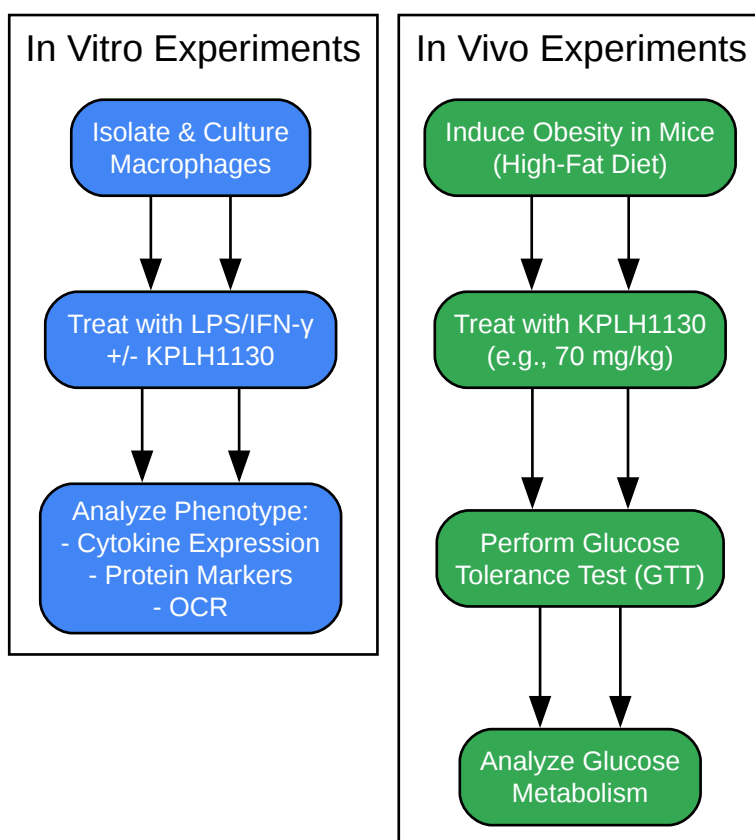 In Vitro Experiments
Isolate & Culture
Macrophages
Treat with LPS/IFN-γ
+/- KPLH1130
Analyze Phenotype:
- Cytokine Expression
- Protein Markers
- OCR
In Vivo Experiments
Induce Obesity in Mice
(High-Fat Diet)
Treat with KPLH1130
(e.g., 70 mg/kg)
Perform Glucose
Tolerance Test (GTT)
Analyze Glucose
Metabolism